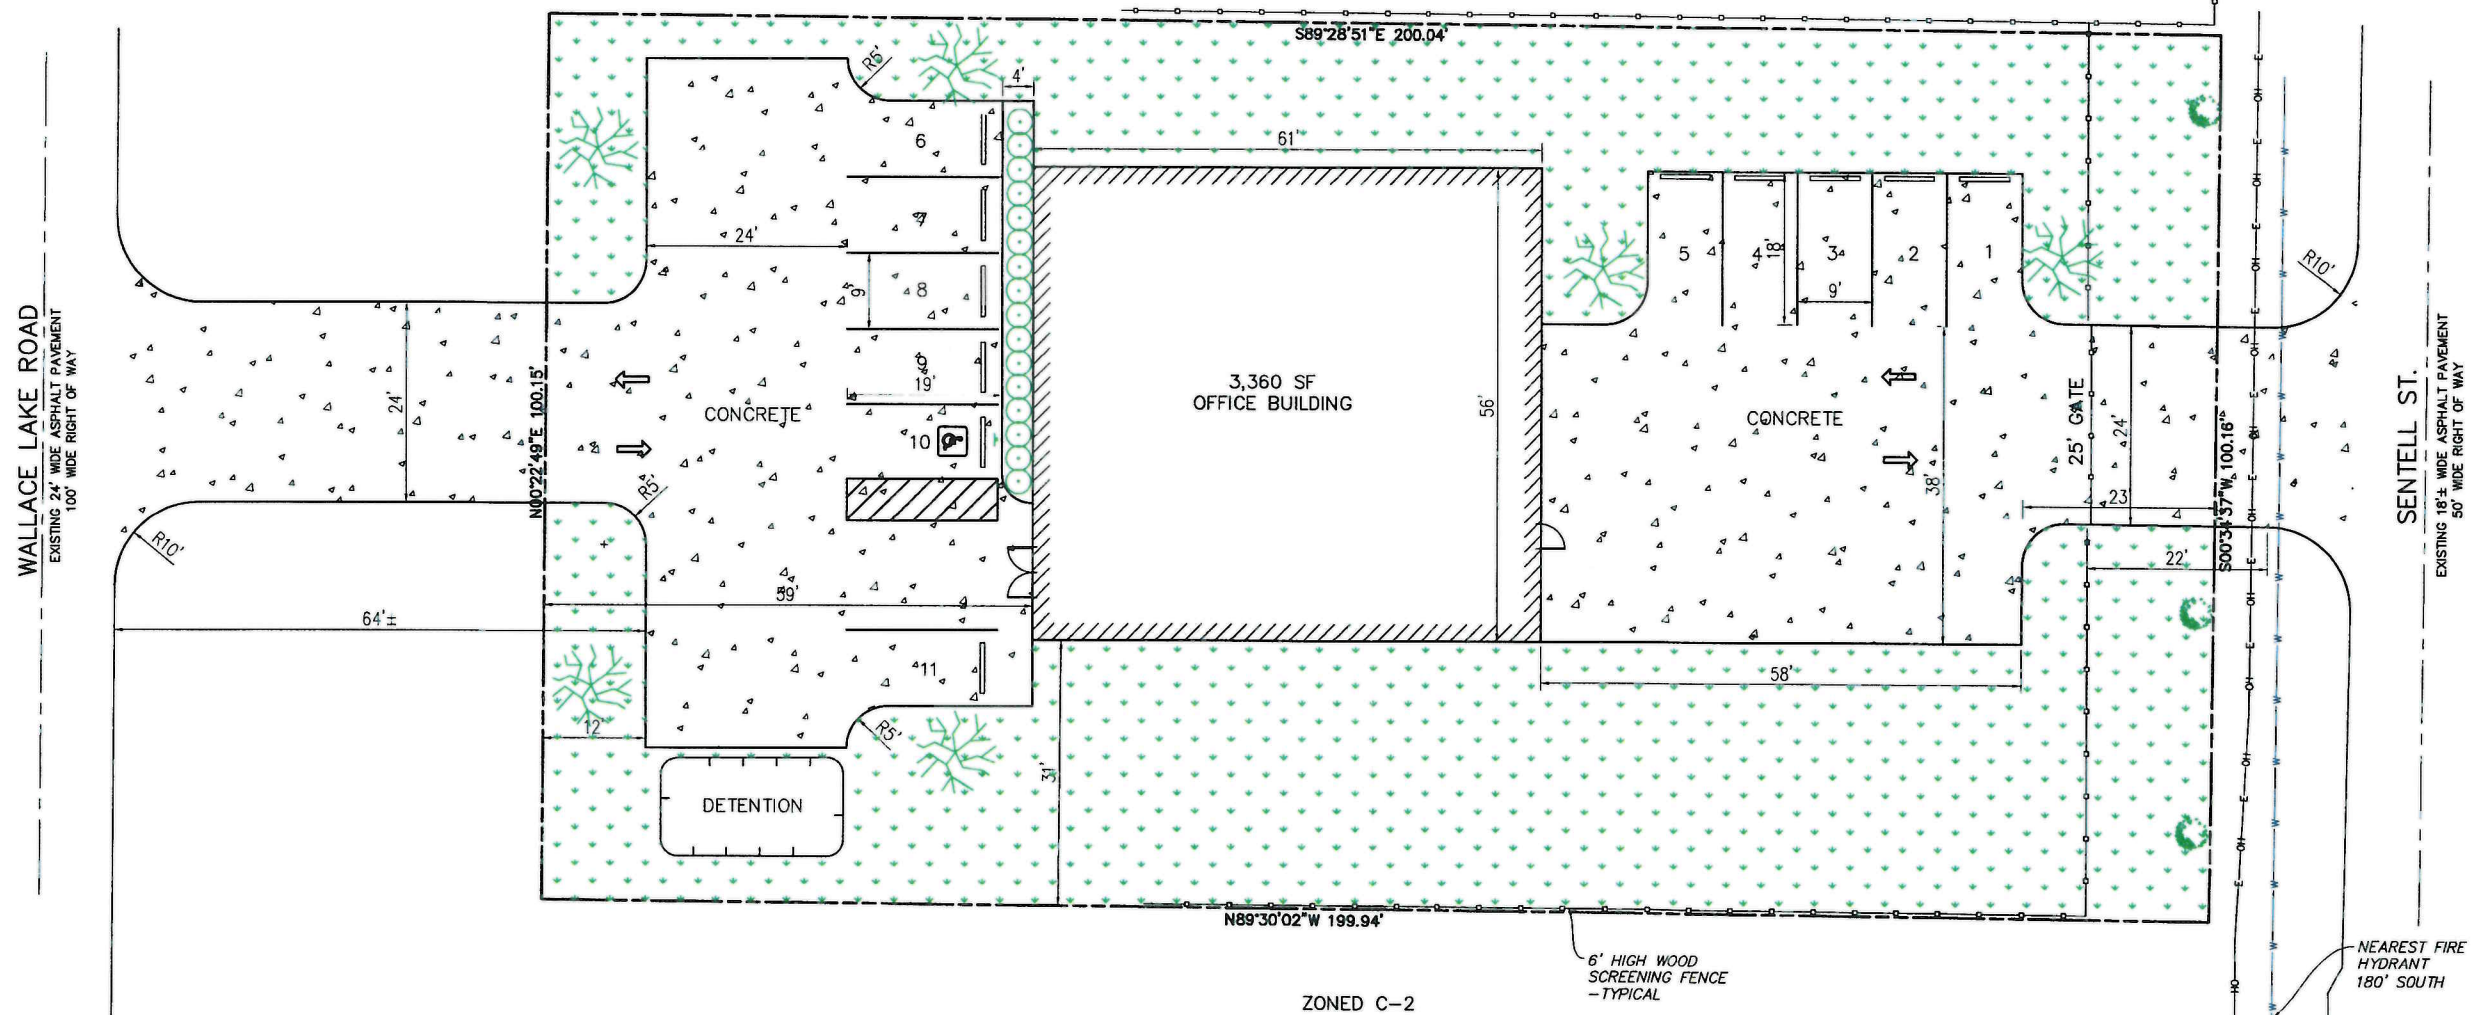 S89°28'51"E 200.04'
R5'
4'
61'
6
7
24'
9'
8
9
19'
10
CONCRETE
R5'
59'
11
R5'
12'
31'
DETENTION
WALLACE LAKE ROAD
EXISTING 24' WIDE ASPHALT PAVEMENT
100' WIDE RIGHT OF WAY
24'
N00°22'49"E 100.15'
R10'
64'±
3,360 SF
OFFICE BUILDING
56'
5
4
18'
3
2
1
9'
CONCRETE
38'
25' GATE
24'
23'
22'
58'
S00°34'37"W 100.16'
R10'
SENTELL ST.
EXISTING 18'± WIDE ASPHALT PAVEMENT
50' WIDE RIGHT OF WAY
OH
E
W
N89°30'02"W 199.94'
6' HIGH WOOD
SCREENING FENCE
-TYPICAL
NEAREST FIRE
HYDRANT
180' SOUTH
ZONED C-2